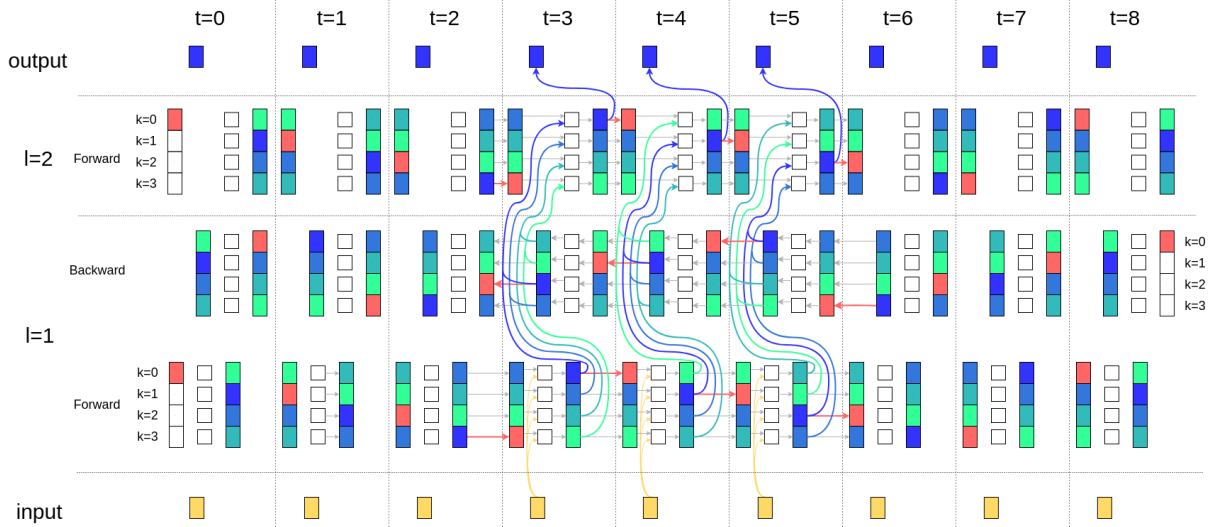 t=0 t=1 t=2 t=3 t=4 t=5 t=6 t=7 t=8
output
k=0
k=1
l=2 Forward k=2
k=3
Backward k=0
k=1
k=2
k=3
l=1
k=0
k=1
Forward
k=2
k=3
input